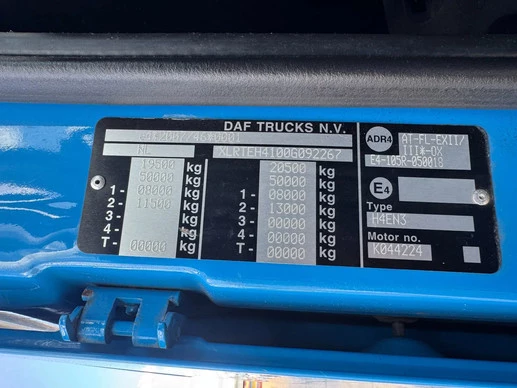 DAF TRUCKS N.V.
NL XLRTEH4100G092267
19500 kg 20500 kg
50000 kg 50000 kg
1- 08000 kg 1- 08000 kg
2- 11500 kg 2- 13000 kg
3- kg 3- 00000 kg
4- kg 4- 00000 kg
T- 00000 kg T- 00000 kg
ADR4 AT-FL-EXII/
III*-OX
E4-105R-050018
E4
Type
H4EN3
Motor no.
K044224